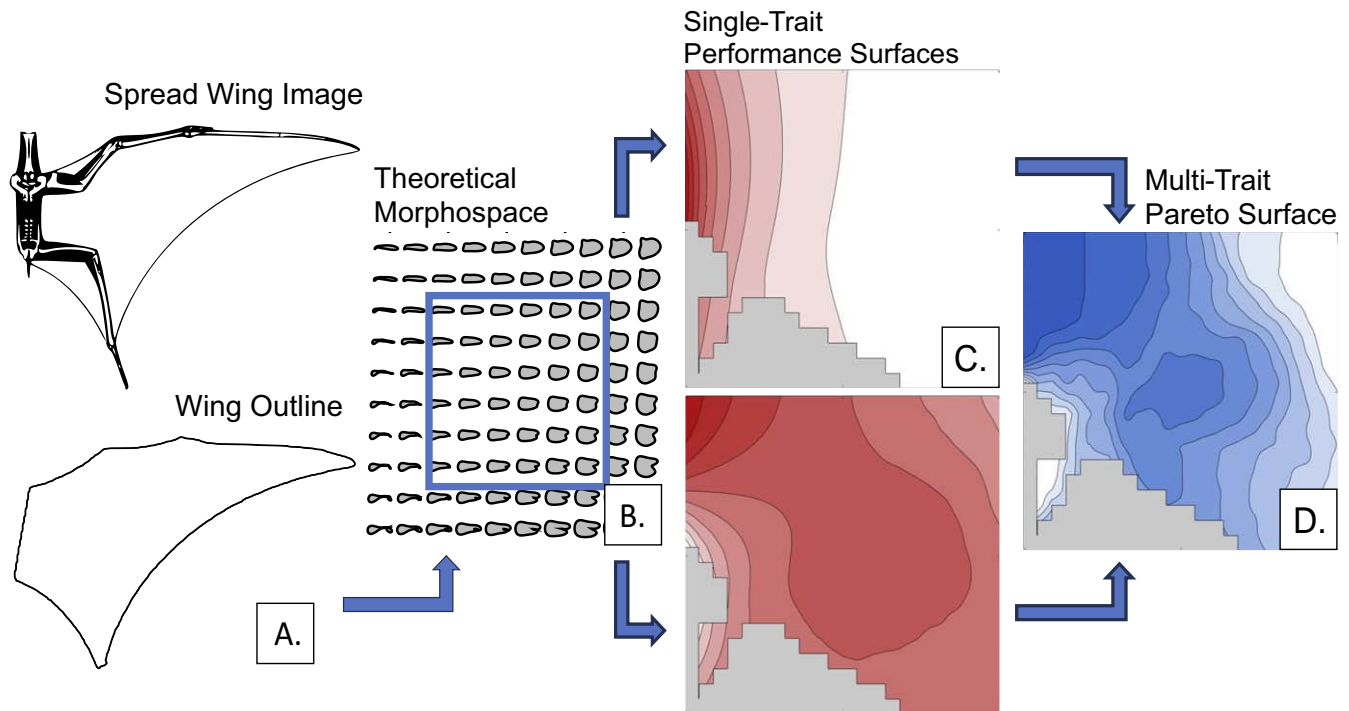 Single-Trait
Performance Surfaces
Spread Wing Image
Theoretical
Morphospace
Multi-Trait
Pareto Surface
Wing Outline
A.
B.
C.
D.